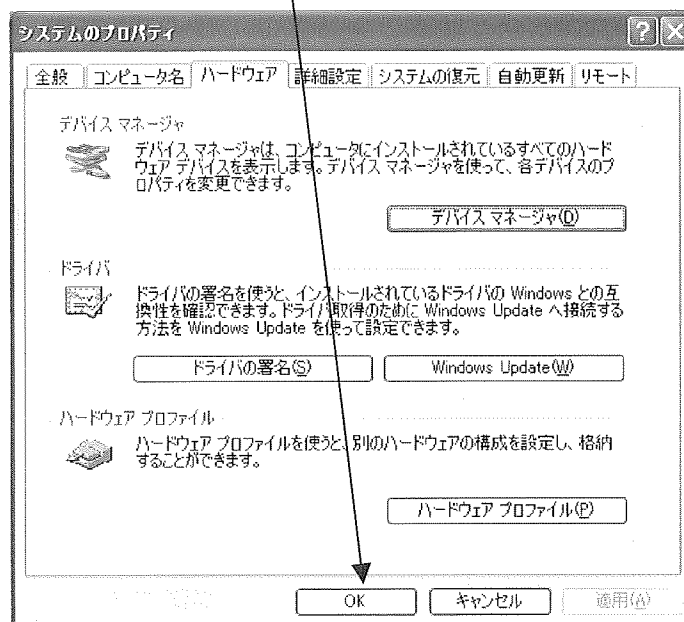 システムのプロパティ
全般 コンピュータ名 ハードウェア 詳細設定 システムの復元 自動更新 リモート
デバイス マネージャ
デバイス マネージャは、コンピュータにインストールされているすべてのハード
ウェア デバイスを表示します。デバイス マネージャを使って、各デバイスのプ
ロパティを変更できます。
デバイス マネージャ(D)
ドライバ
ドライバの署名を使うと、インストールされているドライバの Windows との互
換性を確認できます。ドライバ取得のために Windows Update へ接続する
方法を Windows Update を使って設定できます。
ドライバの署名(S) Windows Update(W)
ハードウェア プロファイル
ハードウェア プロファイルを使うと、別のハードウェアの構成を設定し、格納
することができます。
ハードウェア プロファイル(P)
OK キャンセル 適用(A)